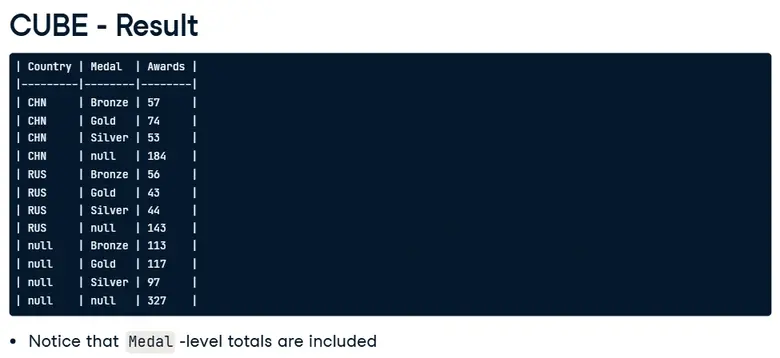 CUBE - Result
| Country | Medal  | Awards |
|---------|--------|--------|
| CHN     | Bronze | 57     |
| CHN     | Gold   | 74     |
| CHN     | Silver | 53     |
| CHN     | null   | 184    |
| RUS     | Bronze | 56     |
| RUS     | Gold   | 43     |
| RUS     | Silver | 44     |
| RUS     | null   | 143    |
| null    | Bronze | 113    |
| null    | Gold   | 117    |
| null    | Silver | 97     |
| null    | null   | 327    |
• Notice that Medal -level totals are included